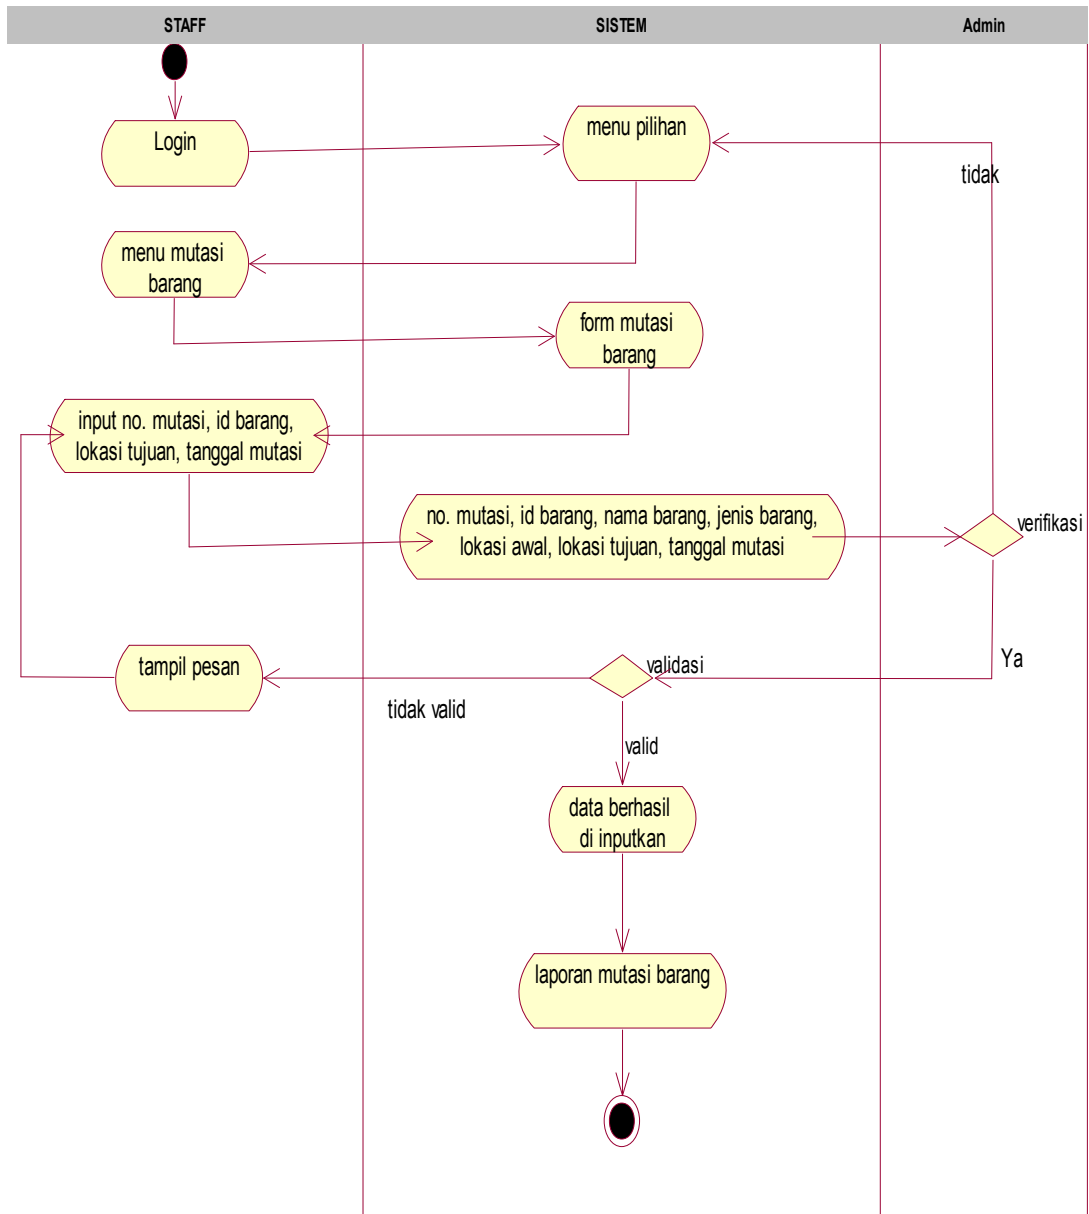 STAFF
SISTEM
Admin
Login
menu pilihan
tidak
menu mutasi
barang
form mutasi
barang
input no. mutasi, id barang,
lokasi tujuan, tanggal mutasi
no. mutasi, id barang, nama barang, jenis barang,
lokasi awal, lokasi tujuan, tanggal mutasi
verifikasi
tampil pesan
validasi
Ya
tidak valid
valid
data berhasil
di inputkan
laporan mutasi barang